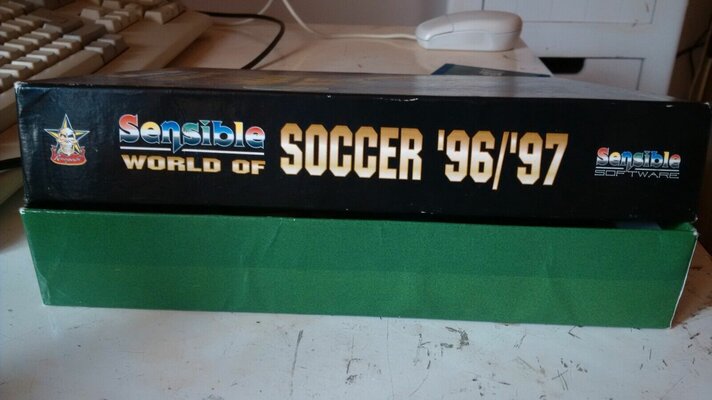 Sensible
WORLD OF
SOCCER '96/'97
Sensible
SOFTWARE